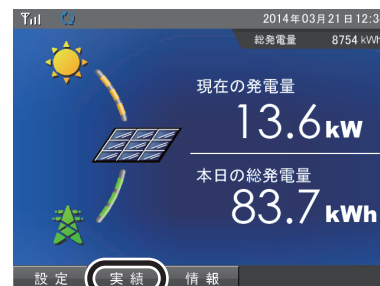 2014年03月21日12:3
総発電量 8754 kWh
現在の発電量
13.6kW
本日の総発電量
83.7kWh
設定 実績 情報